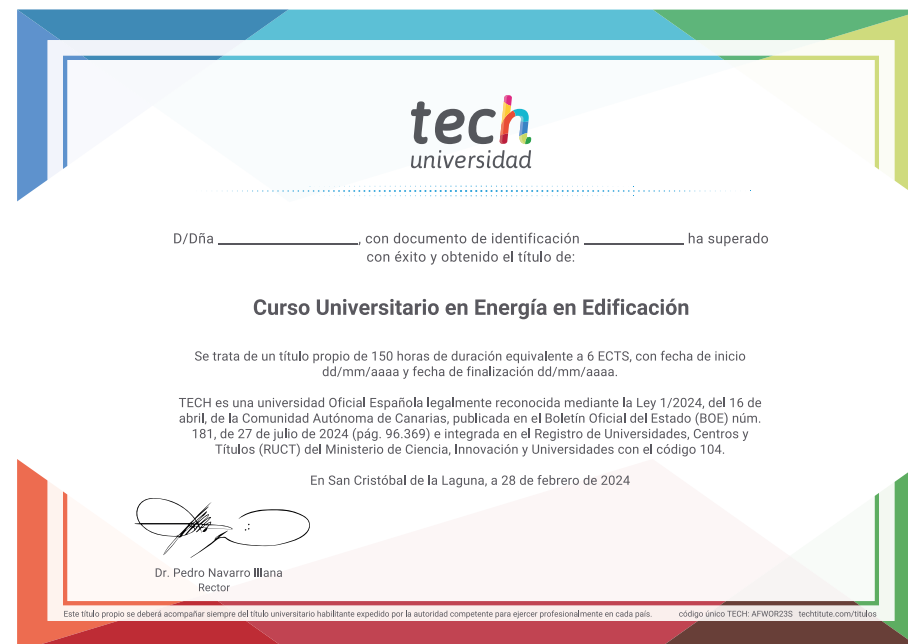 tech
universidad
D/Dña ____________________, con documento de identificación ______________ ha superado
con éxito y obtenido el título de:
Curso Universitario en Energía en Edificación
Se trata de un título propio de 150 horas de duración equivalente a 6 ECTS, con fecha de inicio
dd/mm/aaaa y fecha de finalización dd/mm/aaaa.
TECH es una universidad Oficial Española legalmente reconocida mediante la Ley 1/2024, del 16 de
abril, de la Comunidad Autónoma de Canarias, publicada en el Boletín Oficial del Estado (BOE) núm.
181, de 27 de julio de 2024 (pág. 96.369) e integrada en el Registro de Universidades, Centros y
Títulos (RUCT) del Ministerio de Ciencia, Innovación y Universidades con el código 104.
En San Cristóbal de la Laguna, a 28 de febrero de 2024
Dr. Pedro Navarro Illana
Rector
Este título propio se deberá acompañar siempre del título universitario habilitante expedido por la autoridad competente para ejercer profesionalmente en cada país. código único TECH: AFWOR23S techtitute.com/titulos